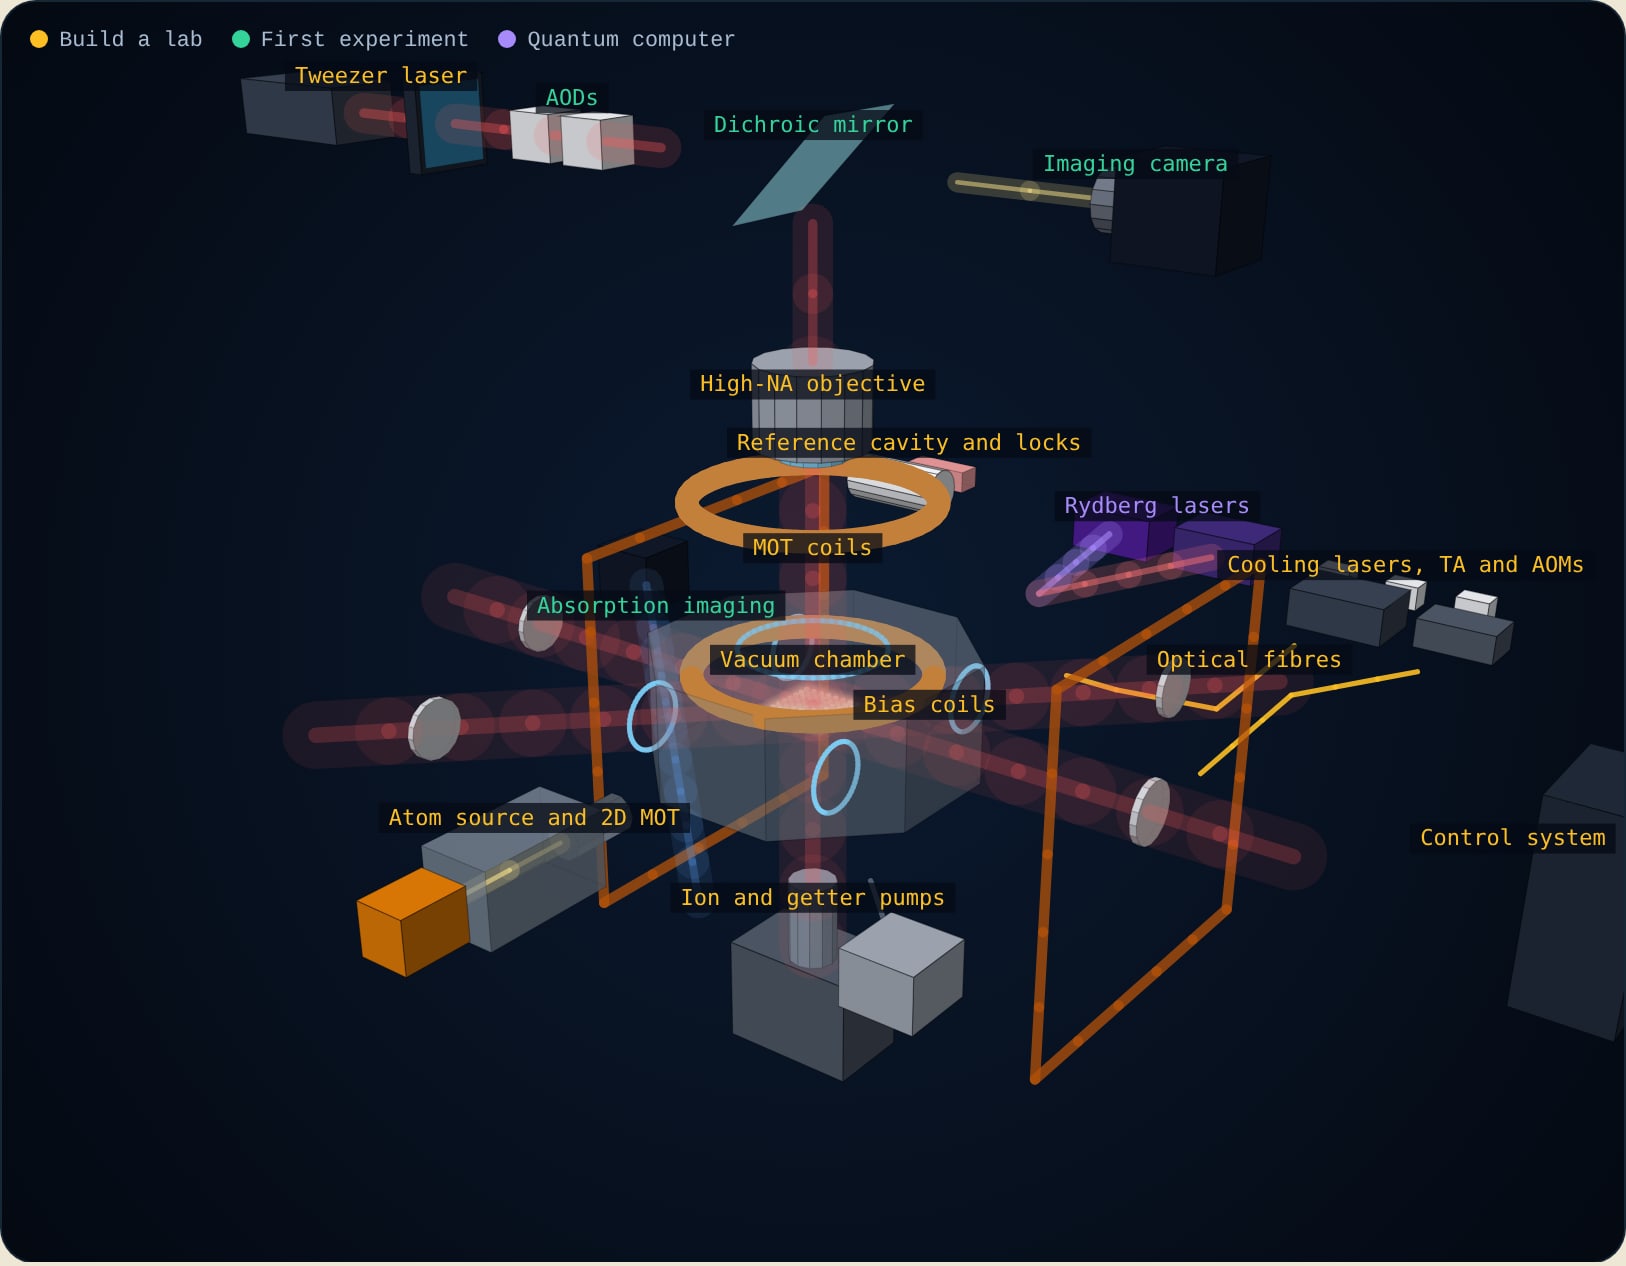 Build a lab
First experiment
Quantum computer
Tweezer laser
AODs
Dichroic mirror
Imaging camera
High-NA objective
Reference cavity and locks
Rydberg lasers
MOT coils
Cooling lasers, TA and AOMs
Absorption imaging
Vacuum chamber
Optical fibres
Bias coils
Atom source and 2D MOT
Control system
Ion and getter pumps